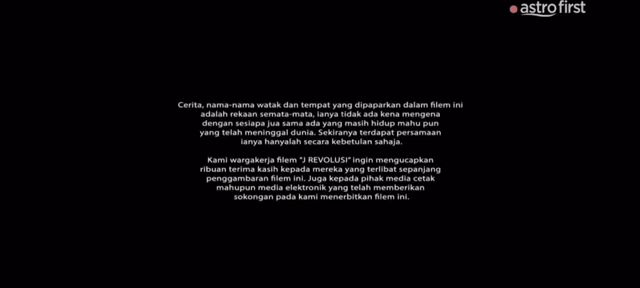 astro first
Cerita, nama-nama watak dan tempat yang dipaparkan dalam filem ini
adalah rekaan semata-mata, ianya tidak ada kena mengena
dengan sesiapa jua sama ada yang masih hidup mahu pun
yang telah meninggal dunia. Sekiranya terdapat persamaan
ianya hanyalah secara kebetulan sahaja.
Kami wargakerja filem "J REVOLUSI" ingin mengucapkan
ribuan terima kasih kepada mereka yang terlibat sepanjang
penggambaran filem ini. Juga kepada pihak media cetak
mahupun media elektronik yang telah memberikan
sokongan pada kami menerbitkan filem ini.